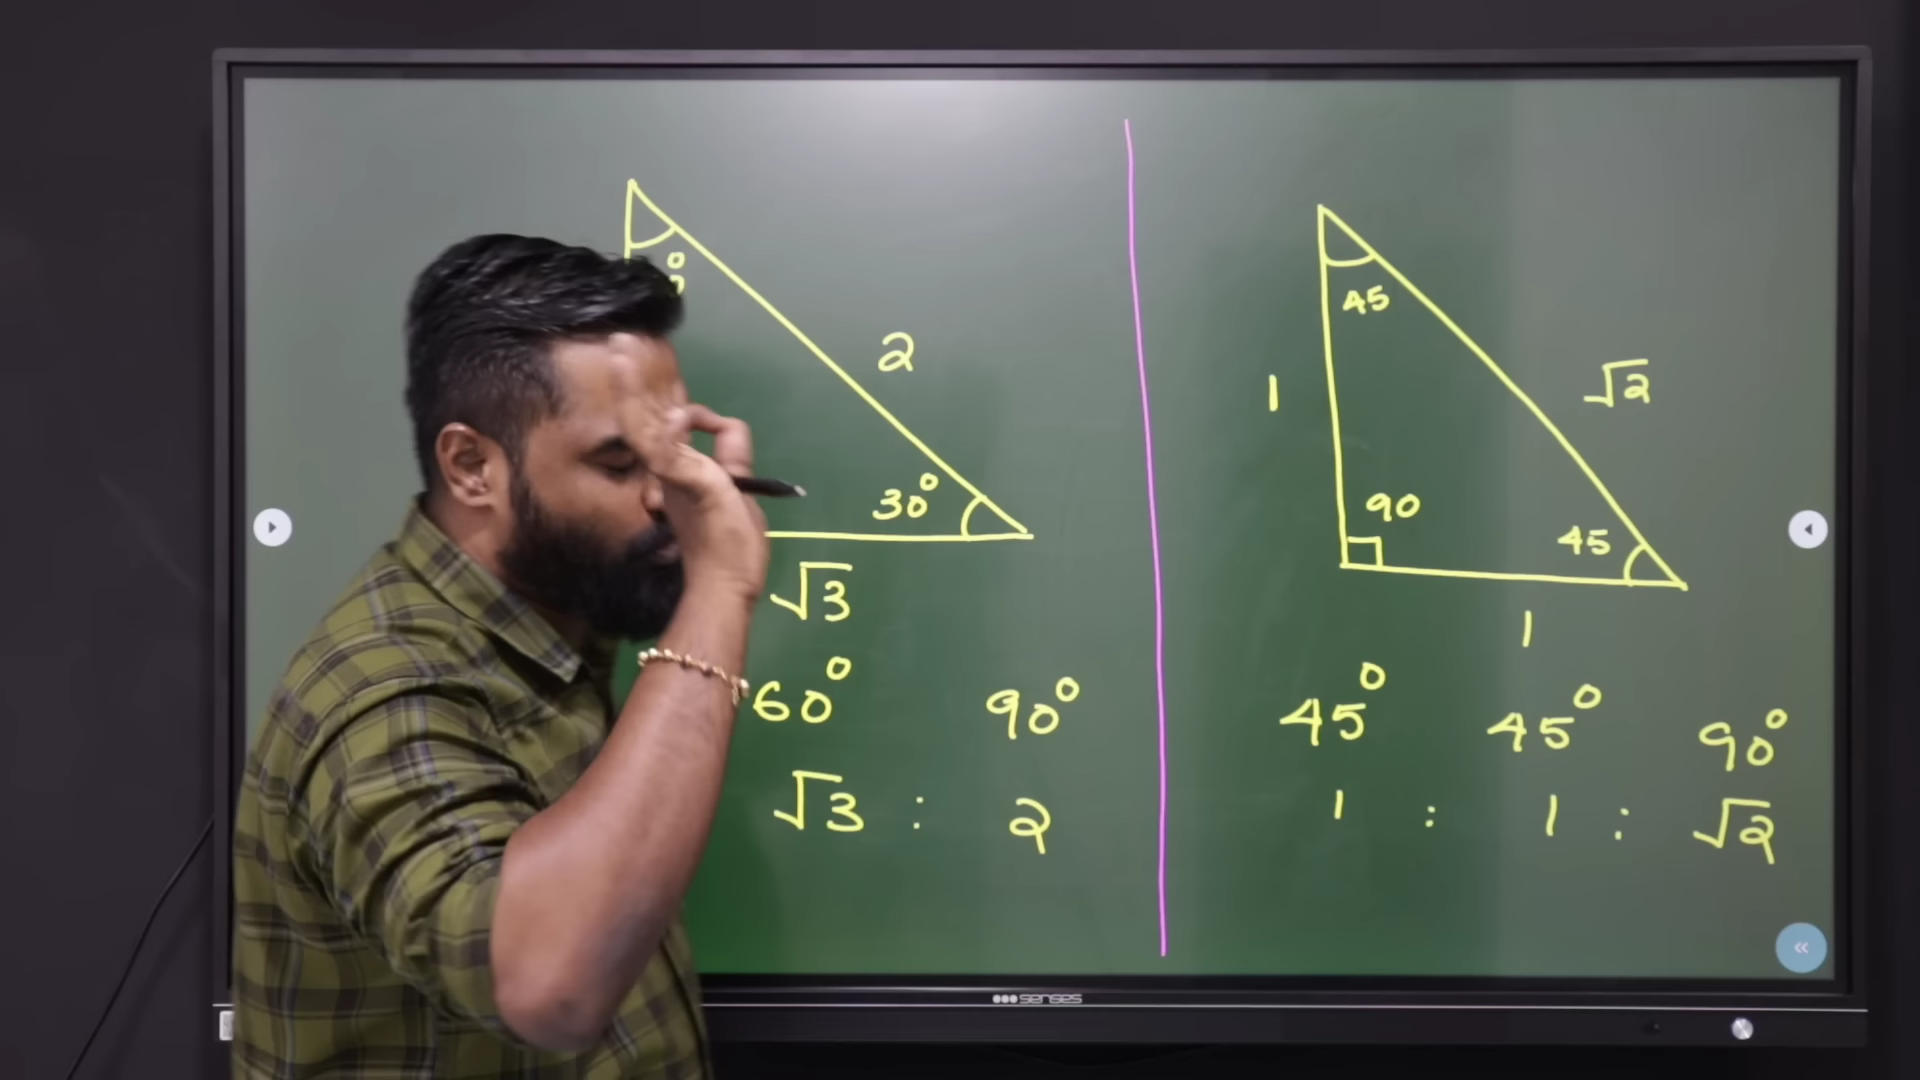 2
30°
√3
60° 90°
√3 : 2
45
1
√2
90
45
1
45° 45° 90°
1 : 1 : √2
senses